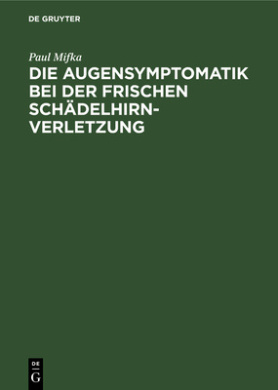 DE GRUYTER
Paul Mifka
DIE AUGENSYMPTOMATIK
BEI DER FRISCHEN
SCHÄDELHIRN-
VERLETZUNG
DE
G